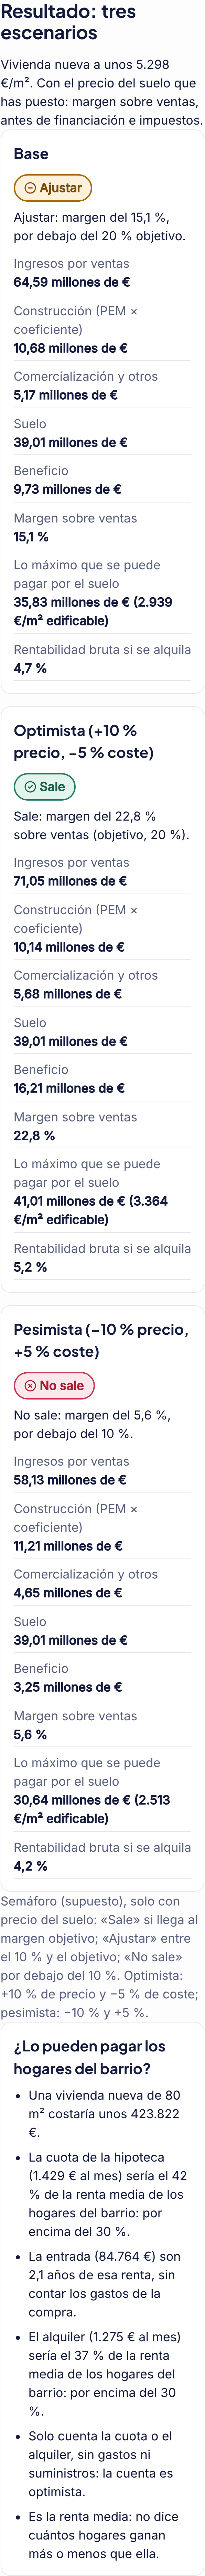 Resultado: tres
escenarios
Vivienda nueva a unos 5.298
€/m². Con el precio del suelo que
has puesto: margen sobre ventas,
antes de financiación e impuestos.
Base
Ajustar
Ajustar: margen del 15,1 %,
por debajo del 20 % objetivo.
Ingresos por ventas
64,59 millones de €
Construcción (PEM ×
coeficiente)
10,68 millones de €
Comercialización y otros
5,17 millones de €
Suelo
39,01 millones de €
Beneficio
9,73 millones de €
Margen sobre ventas
15,1 %
Lo máximo que se puede
pagar por el suelo
35,83 millones de € (2.939
€/m² edificable)
Rentabilidad bruta si se alquila
4,7 %
Optimista (+10 %
precio, −5 % coste)
Sale
Sale: margen del 22,8 %
sobre ventas (objetivo, 20 %).
Ingresos por ventas
71,05 millones de €
Construcción (PEM ×
coeficiente)
10,14 millones de €
Comercialización y otros
5,68 millones de €
Suelo
39,01 millones de €
Beneficio
16,21 millones de €
Margen sobre ventas
22,8 %
Lo máximo que se puede
pagar por el suelo
41,01 millones de € (3.364
€/m² edificable)
Rentabilidad bruta si se alquila
5,2 %
Pesimista (−10 % precio,
+5 % coste)
No sale
No sale: margen del 5,6 %,
por debajo del 10 %.
Ingresos por ventas
58,13 millones de €
Construcción (PEM ×
coeficiente)
11,21 millones de €
Comercialización y otros
4,65 millones de €
Suelo
39,01 millones de €
Beneficio
3,25 millones de €
Margen sobre ventas
5,6 %
Lo máximo que se puede
pagar por el suelo
30,64 millones de € (2.513
€/m² edificable)
Rentabilidad bruta si se alquila
4,2 %
Semáforo (supuesto), solo con
precio del suelo: «Sale» si llega al
margen objetivo; «Ajustar» entre
el 10 % y el objetivo; «No sale»
por debajo del 10 %. Optimista:
+10 % de precio y −5 % de coste;
pesimista: −10 % y +5 %.
¿Lo pueden pagar los
hogares del barrio?
• Una vivienda nueva de 80
m² costaría unos 423.822
€.
• La cuota de la hipoteca
(1.429 € al mes) sería el 42
% de la renta media de los
hogares del barrio: por
encima del 30 %.
• La entrada (84.764 €) son
2,1 años de esa renta, sin
contar los gastos de la
compra.
• El alquiler (1.275 € al mes)
sería el 37 % de la renta
media de los hogares del
barrio: por encima del 30
%.
• Solo cuenta la cuota o el
alquiler, sin gastos ni
suministros: la cuenta es
optimista.
• Es la renta media: no dice
cuántos hogares ganan
más o menos que ella.